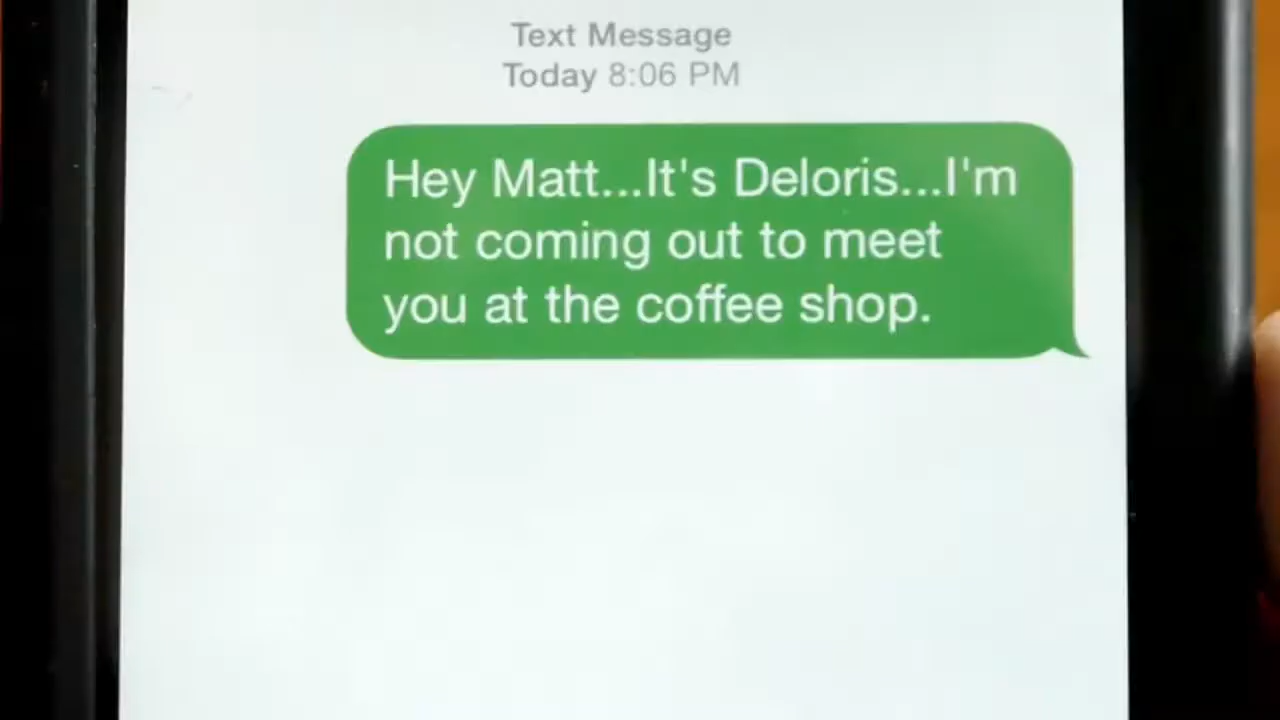 Text Message
Today 8:06 PM
Hey Matt...It's Deloris...I'm
not coming out to meet
you at the coffee shop.